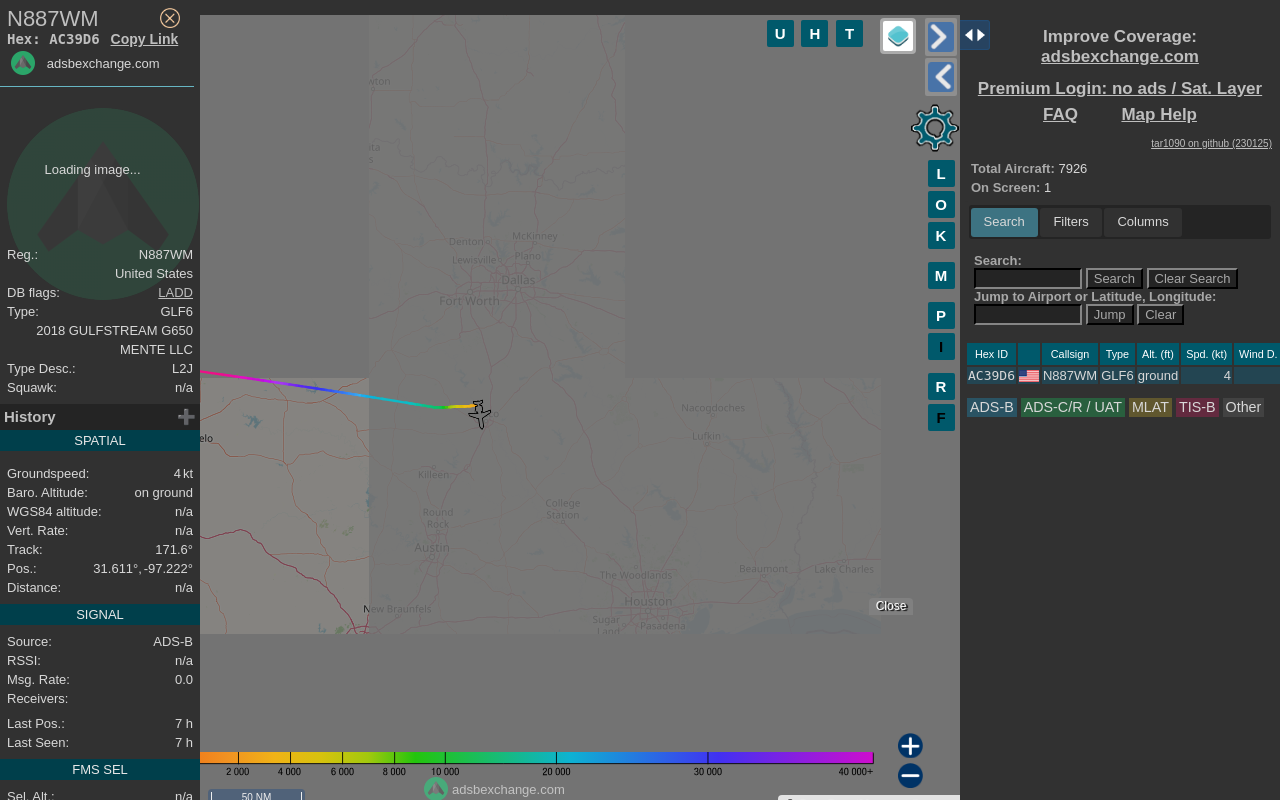 N887WM
Hex: AC39D6 Copy Link
adsbexchange.com
Loading image...
Reg.: N887WM
United States
DB flags: LADD
Type: GLF6
2018 GULFSTREAM G650
MENTE LLC
Type Desc.: L2J
Squawk: n/a
History
SPATIAL
Groundspeed: 4 kt
Baro. Altitude: on ground
WGS84 altitude: n/a
Vert. Rate: n/a
Track: 171.6°
Pos.: 31.611°, -97.222°
Distance: n/a
SIGNAL
Source: ADS-B
RSSI: n/a
Msg. Rate: 0.0
Receivers:
Last Pos.: 7 h
Last Seen: 7 h
FMS SEL
Sel. Alt.: n/a
U H T
L
O
K
M
P
I
R
F
wton
ita
s
Denton
McKinney
Lewisville
Plano
Dallas
Fort Worth
elo
Nacogdoches
Lufkin
Killeen
College
Station
Round
Rock
Austin
The Woodlands
Beaumont
Lake Charles
New Braunfels
Houston
Sugar
Land
Pasadena
Close
2 000 4 000 6 000 8 000 10 000 20 000 30 000 40 000+
adsbexchange.com
50 NM
Improve Coverage:
adsbexchange.com
Premium Login: no ads / Sat. Layer
FAQ Map Help
tar1090 on github (230125)
Total Aircraft: 7926
On Screen: 1
Search Filters Columns
Search:
Search Clear Search
Jump to Airport or Latitude, Longitude:
Jump Clear
Hex ID Callsign Type Alt. (ft) Spd. (kt) Wind D.
AC39D6 N887WM GLF6 ground 4
ADS-B ADS-C/R / UAT MLAT TIS-B Other